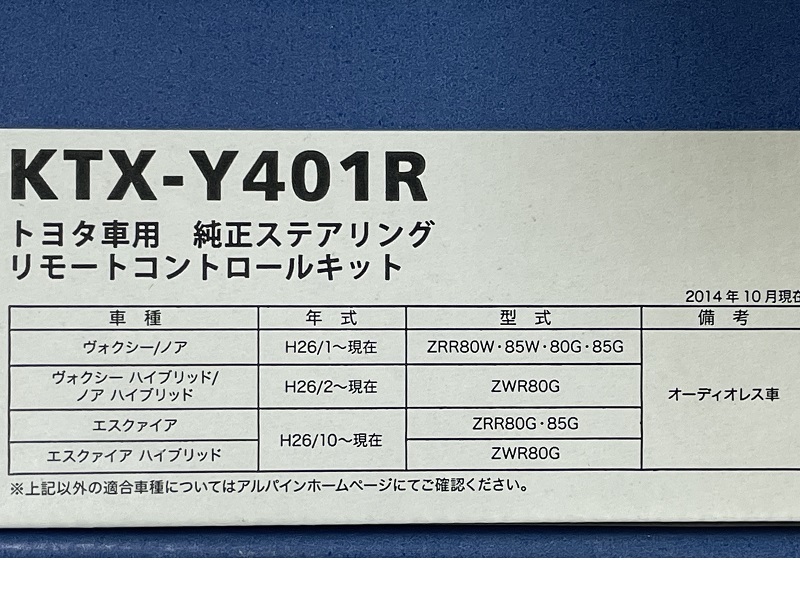 KTX-Y401R
トヨタ車用 純正ステアリング
リモートコントロールキット
2014年10月現在
車 種 年 式 型 式 備 考
ヴォクシー/ノア H26/1〜現在 ZRR80W・85W・80G・85G
ヴォクシー ハイブリッド/
ノア ハイブリッド H26/2〜現在 ZWR80G オーディオレス車
エスクァイア ZRR80G・85G
H26/10〜現在
エスクァイア ハイブリッド ZWR80G
※上記以外の適合車種についてはアルパインホームページにてご確認ください。